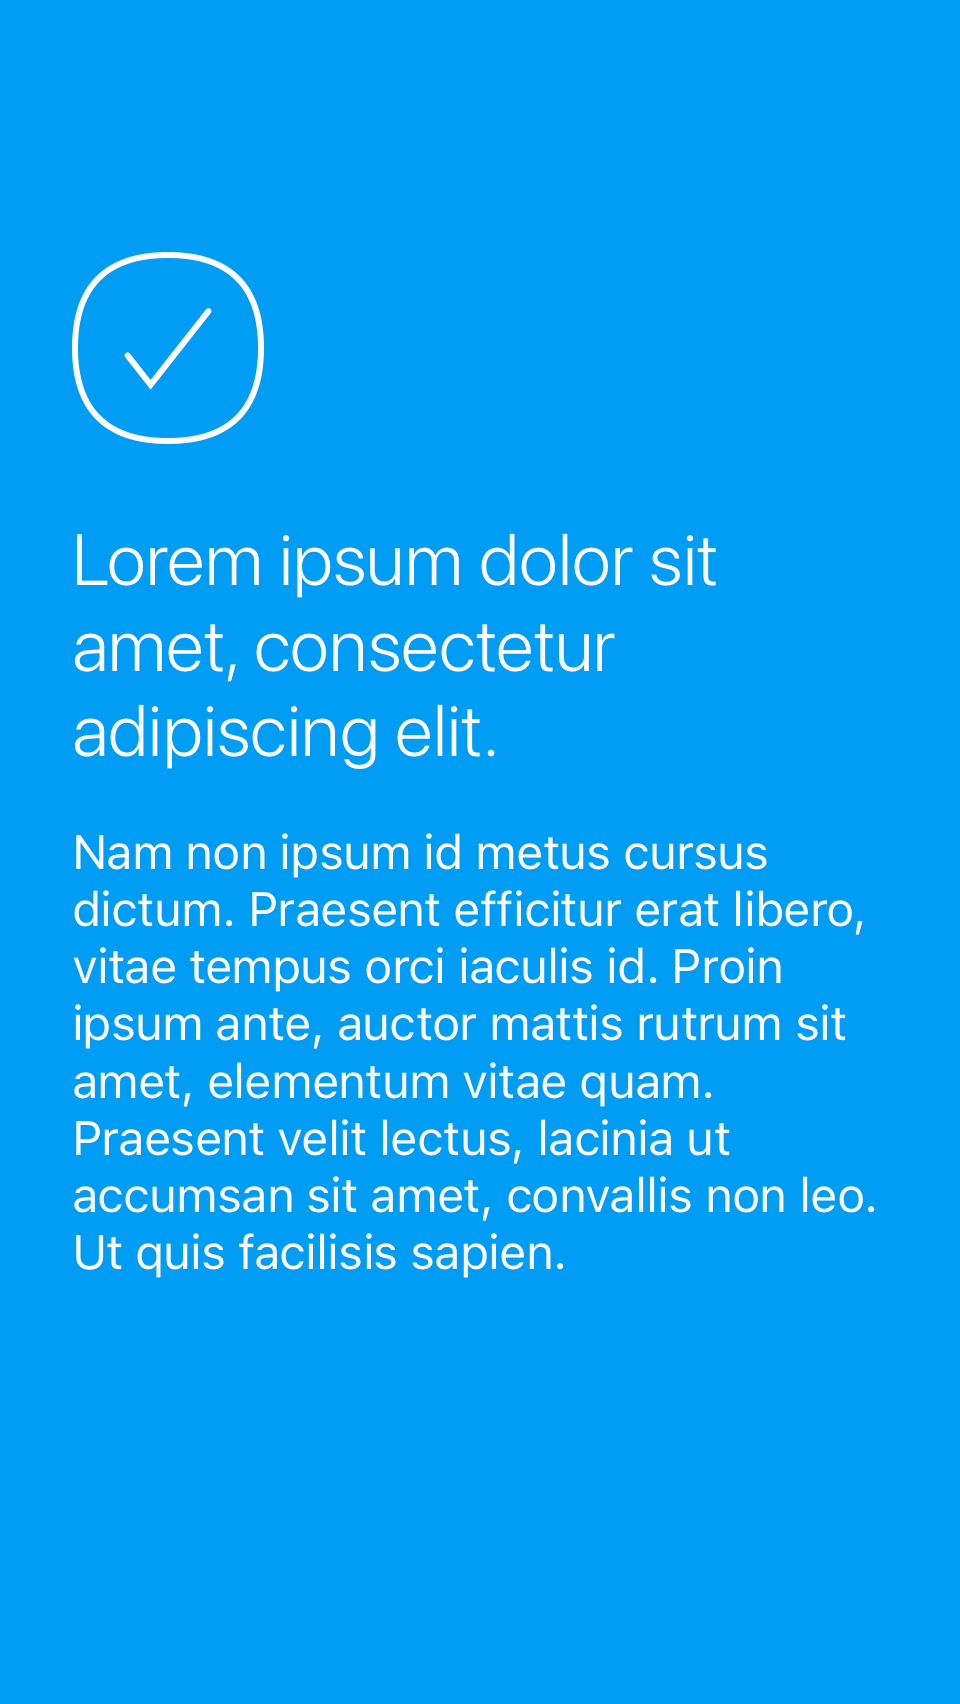 Lorem ipsum dolor sit
amet, consectetur
adipiscing elit.
Nam non ipsum id metus cursus
dictum. Praesent efficitur erat libero,
vitae tempus orci iaculis id. Proin
ipsum ante, auctor mattis rutrum sit
amet, elementum vitae quam.
Praesent velit lectus, lacinia ut
accumsan sit amet, convallis non leo.
Ut quis facilisis sapien.